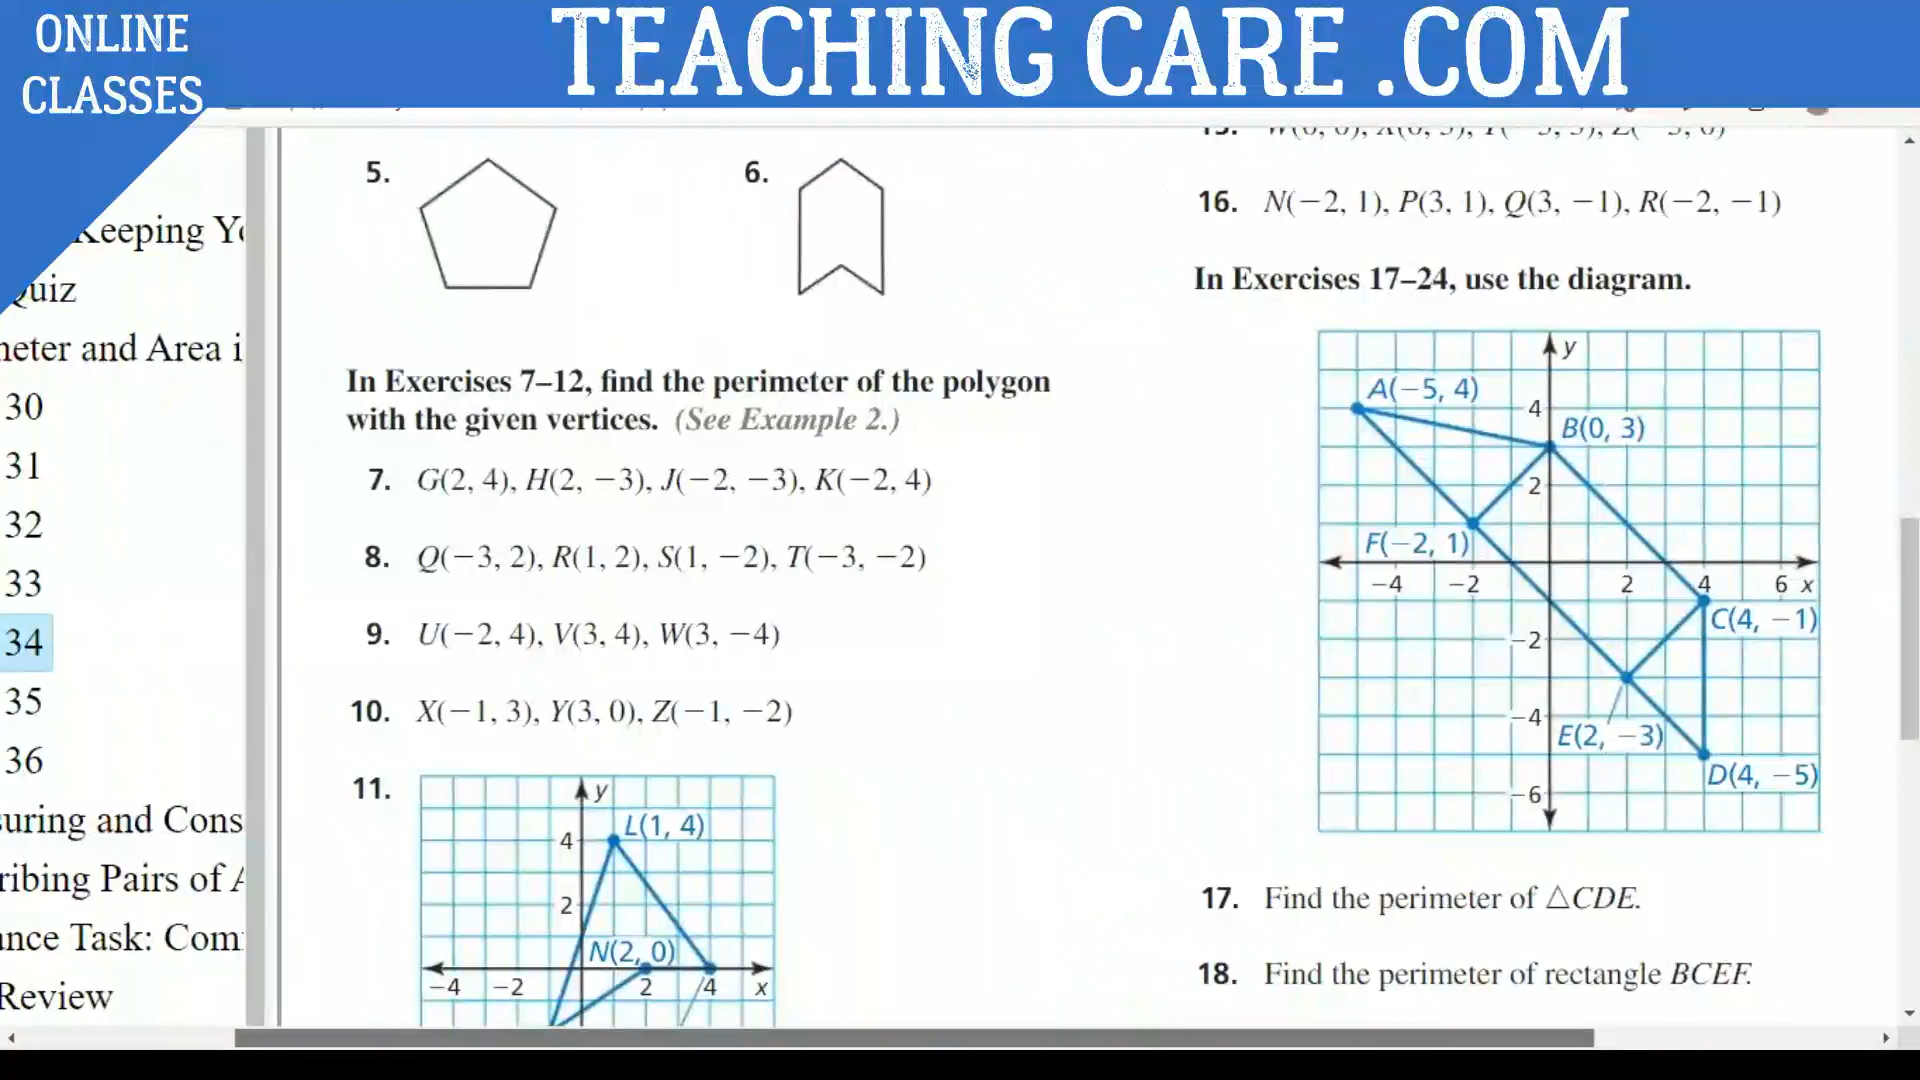 ONLINE
CLASSES
TEACHING CARE .COM
Keeping
Quiz
and Area
30
31
32
33
34
35
36
and Cons
Pairs of
Task: Com
Review
5.
6.
In Exercises 7–12, find the perimeter of the polygon
with the given vertices. (See Example 2.)
7. G(2, 4), H(2, −3), J(−2, −3), K(−2, 4)
8. Q(−3, 2), R(1, 2), S(1, −2), T(−3, −2)
9. U(−2, 4), V(3, 4), W(3, −4)
10. X(−1, 3), Y(3, 0), Z(−1, −2)
11.
y
L(1, 4)
4
2
N(2, 0)
−4 −2 2 4 x
16. N(−2, 1), P(3, 1), Q(3, −1), R(−2, −1)
In Exercises 17–24, use the diagram.
y
A(−5, 4)
4
B(0, 3)
2
F(−2, 1)
−4 −2 2 4 6 x
C(4, −1)
−2
−4
E(2, −3)
D(4, −5)
−6
17. Find the perimeter of △CDE.
18. Find the perimeter of rectangle BCEF.